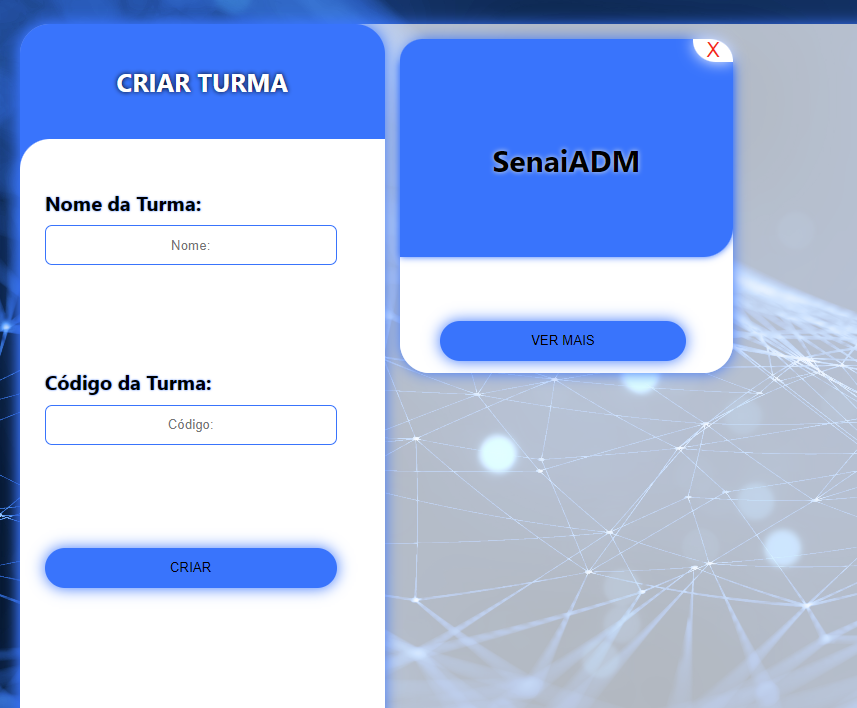 CRIAR TURMA
Nome da Turma:
Nome:
Código da Turma:
Código:
CRIAR
X
SenaiADM
VER MAIS